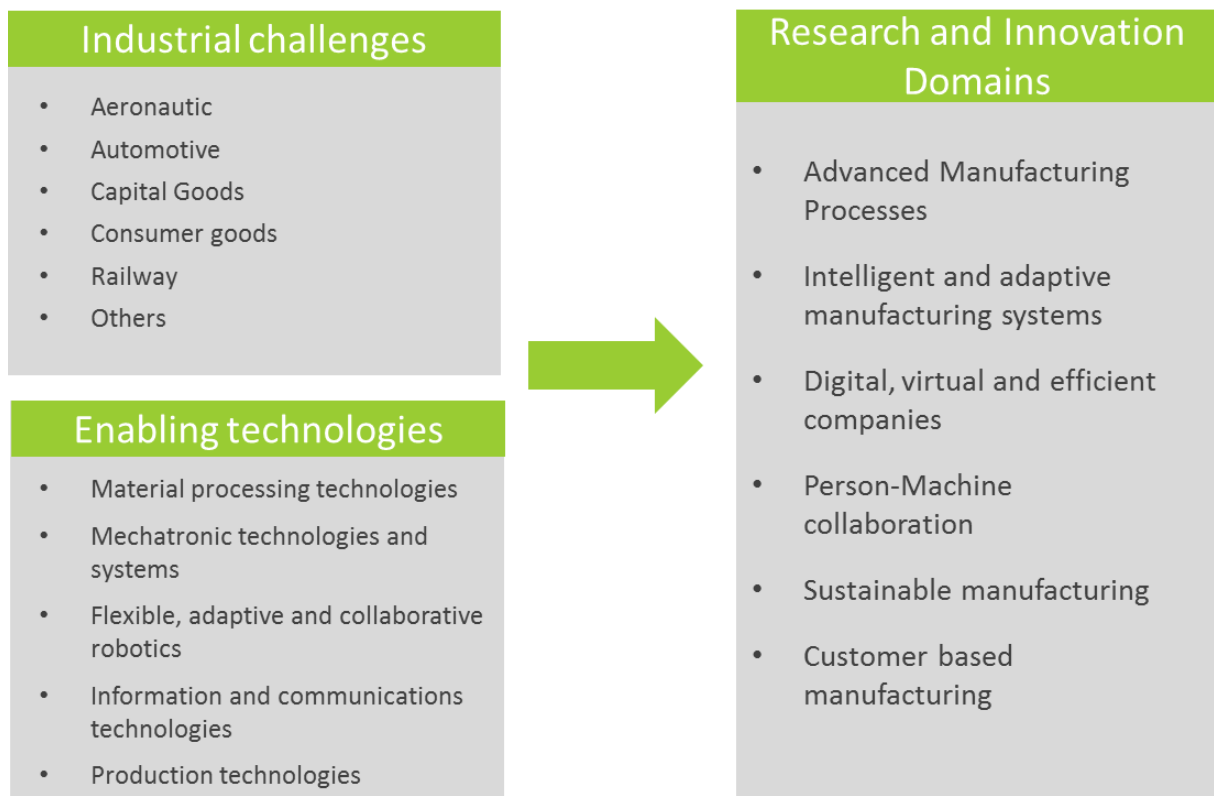 Industrial challenges
• Aeronautic
• Automotive
• Capital Goods
• Consumer goods
• Railway
• Others
Enabling technologies
• Material processing technologies
• Mechatronic technologies and
systems
• Flexible, adaptive and collaborative
robotics
• Information and communications
technologies
• Production technologies
Research and Innovation
Domains
• Advanced Manufacturing
Processes
• Intelligent and adaptive
manufacturing systems
• Digital, virtual and efficient
companies
• Person-Machine
collaboration
• Sustainable manufacturing
• Customer based
manufacturing